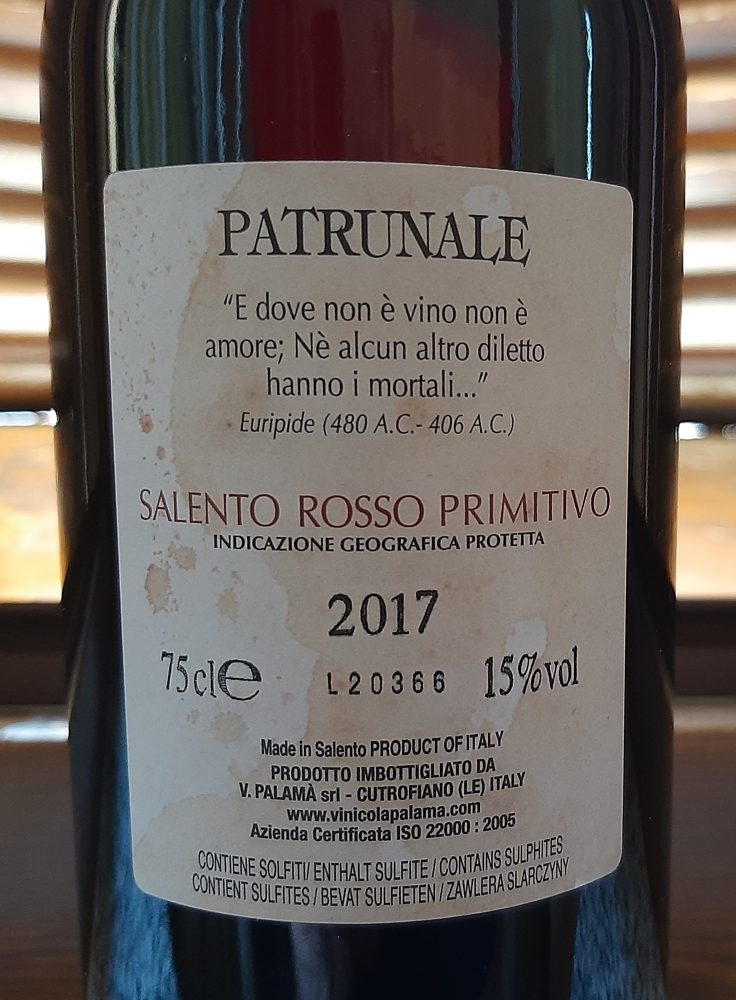 PATRUNALE
“E dove non è vino non è
amore; Nè alcun altro diletto
hanno i mortali...”
Euripide (480 A.C.- 406 A.C.)
SALENTO ROSSO PRIMITIVO
INDICAZIONE GEOGRAFICA PROTETTA
2017
75cl℮ L20366 15%vol
Made in Salento PRODUCT OF ITALY
PRODOTTO IMBOTTIGLIATO DA
V. PALAMÀ srl - CUTROFIANO (LE) ITALY
www.vinicolapalama.com
Azienda Certificata ISO 22000 : 2005
CONTIENE SOLFITI/ ENTHALT SULFITE / CONTAINS SULPHITES
CONTIENT SULFITES / BEVAT SULFIETEN / ZAWLERA SLARCZYNY